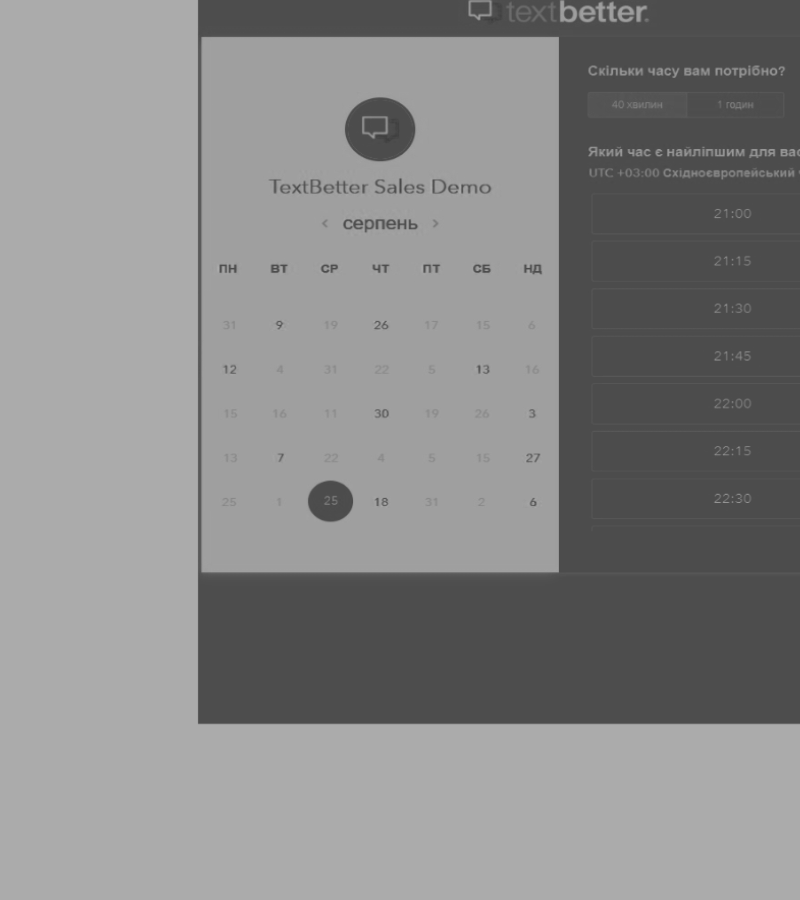 textbetter.
TextBetter Sales Demo
< серпень >
ПН ВТ СР ЧТ ПТ СБ НД
31 9 19 26 17 15 6
12 4 31 22 5 13 16
15 16 11 30 19 26 3
13 7 22 4 5 15 27
25 1 25 18 31 2 6
Скільки часу вам потрібно?
40 хвилин 1 годин
Який час є найліпшим для вас
UTC +03:00 Східноєвропейський
21:00
21:15
21:30
21:45
22:00
22:15
22:30